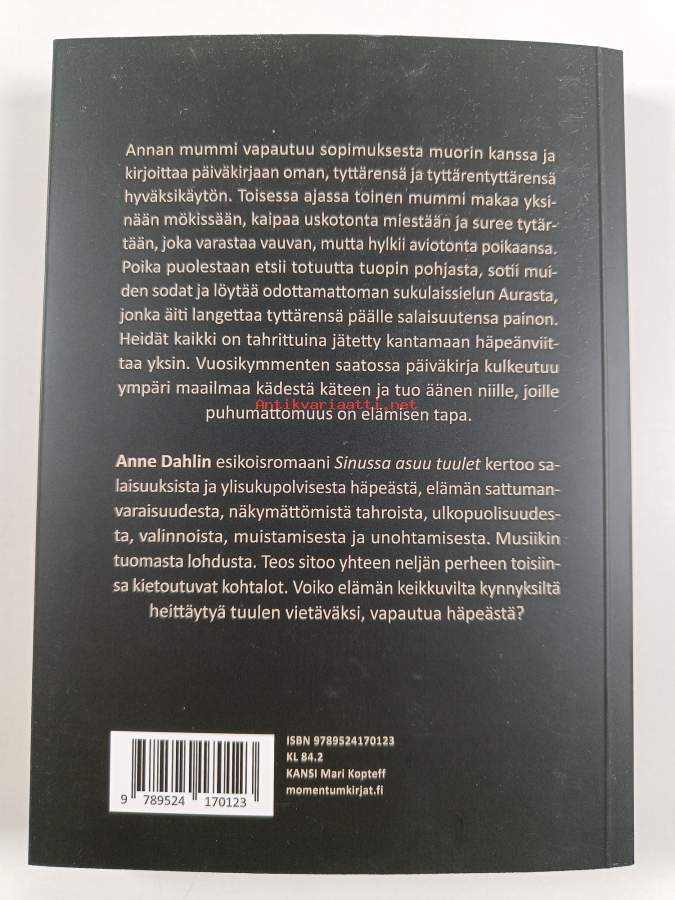 Annan mummi vapautuu sopimuksesta muorin kanssa ja
kirjoittaa päiväkirjaan oman, tyttärensä ja tyttärentyttärensä
hyväksikäytön. Toisessa ajassa toinen mummi makaa yksi-
nään mökissään, kaipaa uskotonta miestään ja suree tytär-
tään, joka varastaa vauvan, mutta hylkii aviotonta poikaansa.
Poika puolestaan etsii totuutta tuopin pohjasta, sotii mui-
den sodat ja löytää odottamattoman sukulaissielun Aurasta,
jonka äiti langettaa tyttärensä päälle salaisuutensa painon.
Heidät kaikki on tahrittuina jätetty kantamaan häpeänviit-
taa yksin. Vuosikymmenten saatossa päiväkirja kulkeutuu
ympäri maailmaa kädestä käteen ja tuo äänen niille, joille
Antikvariaatti.net
puhumattomuus on elämisen tapa.
Anne Dahlin esikoisromaani Sinussa asuu tuulet kertoo sa-
laisuuksista ja ylisukupolvisesta häpeästä, elämän sattuman-
varaisuudesta, näkymättömistä tahroista, ulkopuolisuudes-
ta, valinnoista, muistamisesta ja unohtamisesta. Musiikin
tuomasta lohdusta. Teos sitoo yhteen neljän perheen toisiin-
sa kietoutuvat kohtalot. Voiko elämän keikkuvilta kynnyksiltä
heittäytyä tuulen vietäväksi, vapautua häpeästä?
ISBN 9789524170123
KL 84.2
KANSI Mari Kopteff
momentumkirjat.fi
9 789524 170123